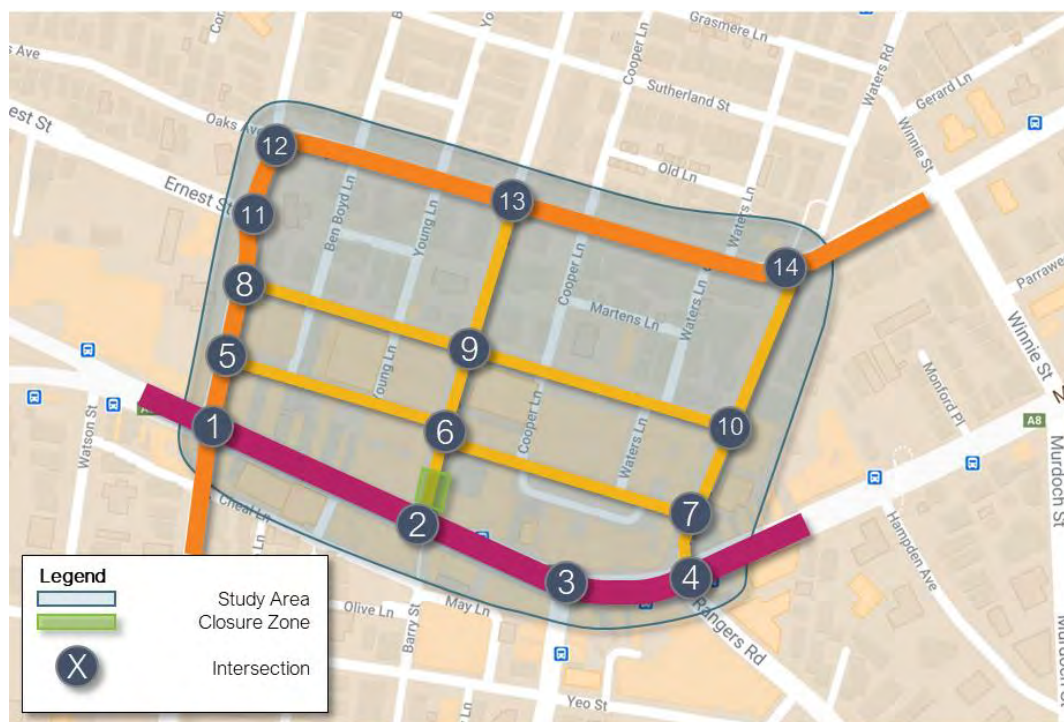 Grasmere Ln
Cooper Ln
Waters Rd
Sutherland St
Gerard Ln
Winnie St
s Ave
Oaks Ave
est St
Ernest St
12
Old Ln
Waters Ln
13
11
Ben Boyd Ln
Young Ln
Cooper Ln
14
Parrawe
8
Martens Ln
Waters Ln
Winnie St
5
9
Young Ln
Monford Pl
M
Watson St
1
6
10
A8
Cooper Ln
Waters Ln
Murdoch St
Cheal Ln
2
7
Hampden Ave
3
4
Legend
Study Area
Closure Zone
X
Intersection
Olive Ln
May Ln
Barry St
Rangers Rd
Yeo St